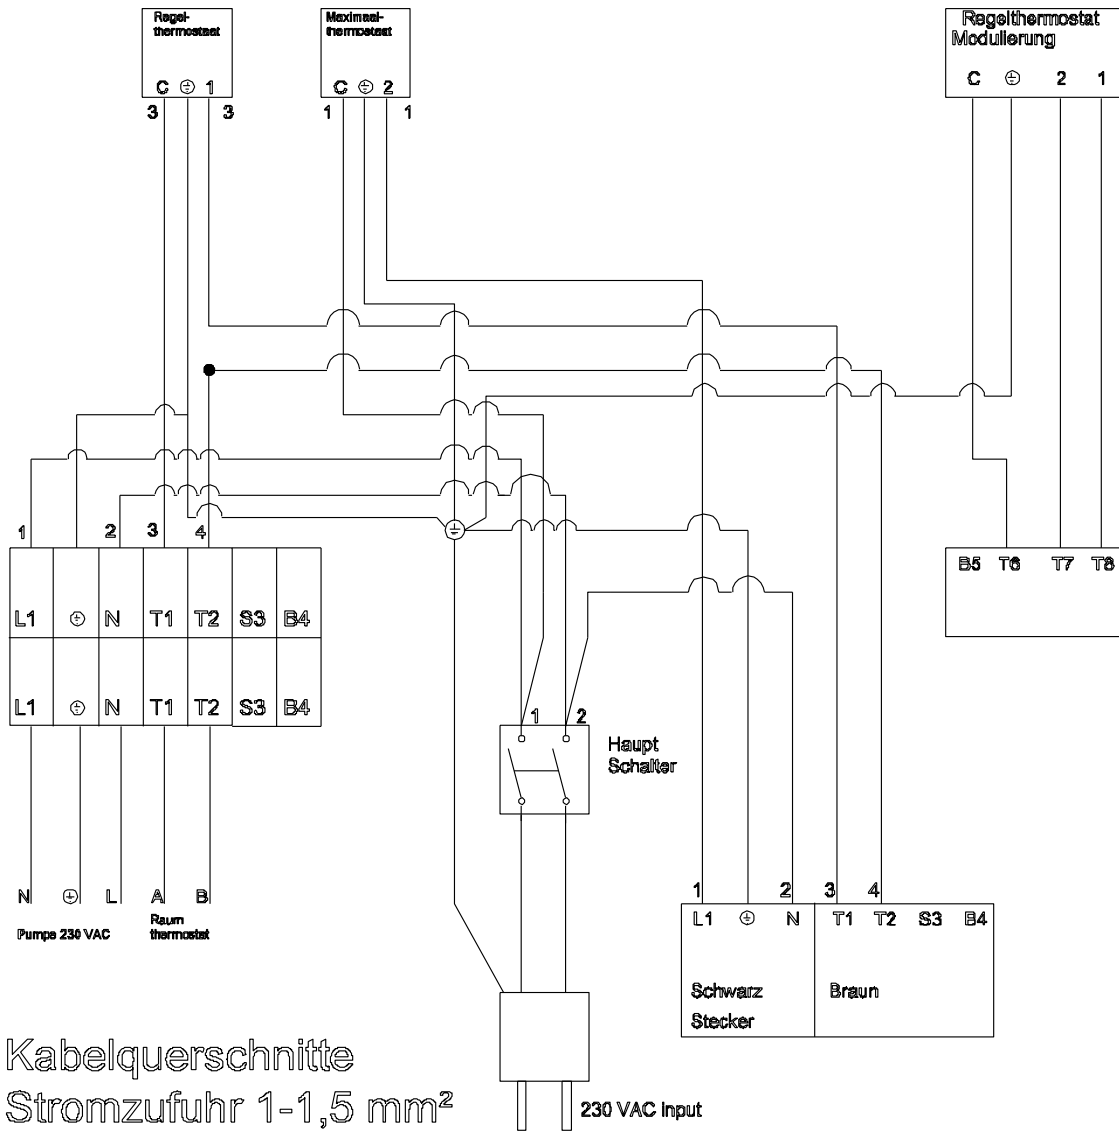 Regel-
thermostaat
C ⏚ 1
3 3
Maximaal-
thermostaat
C ⏚ 2
1 1
Regelthermostat
Modulierung
C ⏚ 2 1
1 2 3 4
L1 ⏚ N T1 T2 S3 B4
L1 ⏚ N T1 T2 S3 B4
B5 T6 T7 T8
1 2
Haupt
Schalter
N ⏚ L A B
Pumpe 230 VAC
Raum
thermostat
1 2 3 4
L1 ⏚ N T1 T2 S3 B4
Schwarz
Stecker
Braun
Kabelquerschnitte
Stromzufuhr 1-1,5 mm²
230 VAC Input